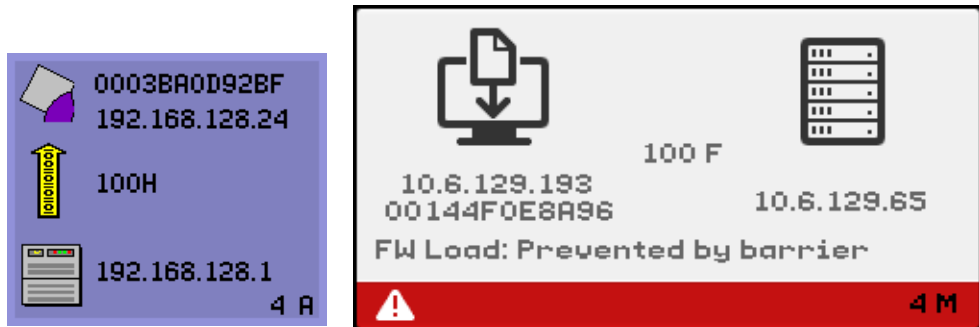 0003BA0D92BF
192.168.128.24
100H
192.168.128.1
4 A
100 F
10.6.129.193
00144F0E8A96
10.6.129.65
FW Load: Prevented by barrier
4 M